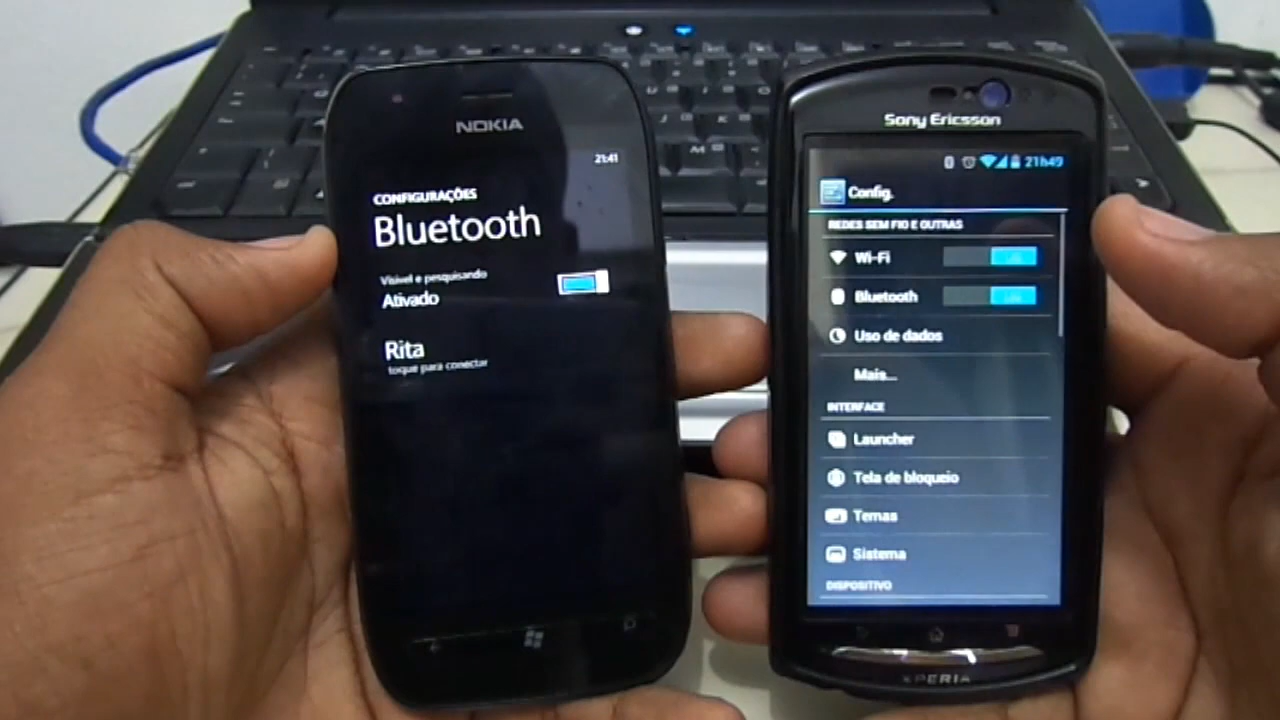 NOKIA
21:41
CONFIGURAÇÕES
Bluetooth
Visível e pesquisando
Ativado
Rita
toque para conectar
Sony Ericsson
21h49
Config.
REDES SEM FIO E OUTRAS
Wi-Fi
Bluetooth
Uso de dados
Mais...
INTERFACE
Launcher
Tela de bloqueio
Temas
Sistema
DISPOSITIVO
XPERIA